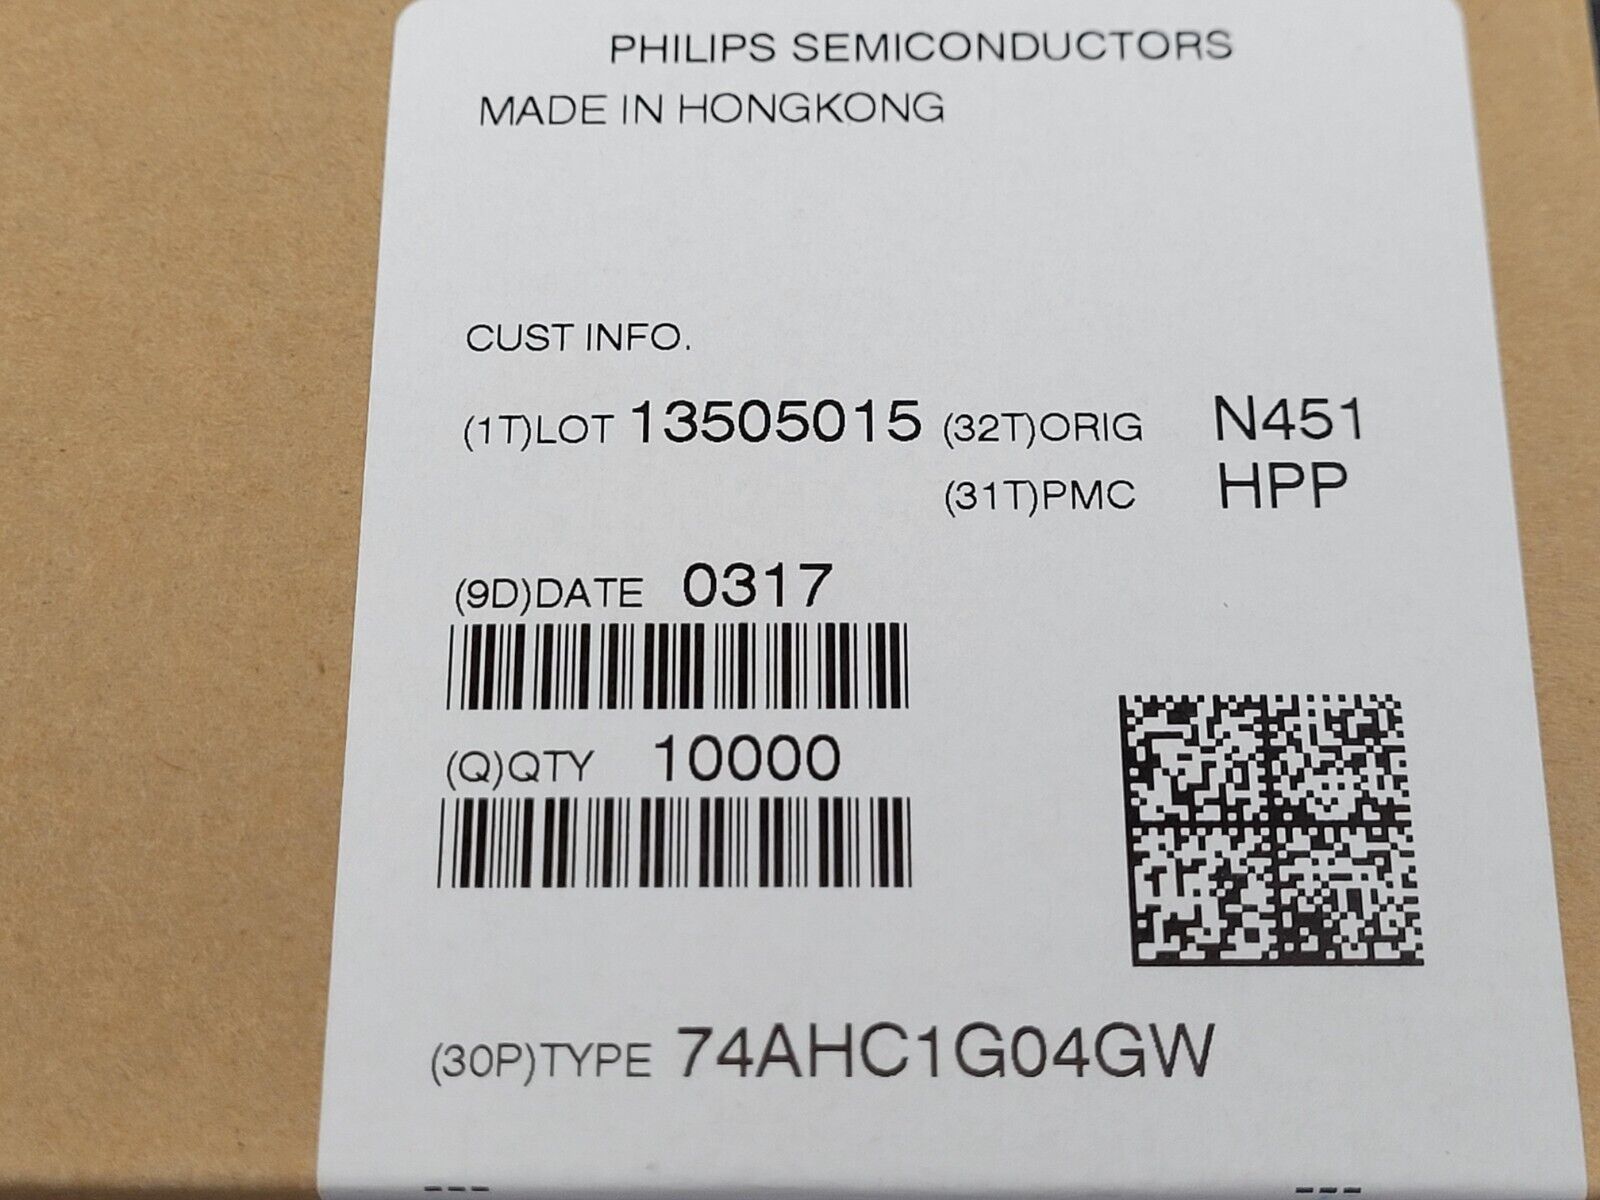 PHILIPS SEMICONDUCTORS
MADE IN HONGKONG
CUST INFO.
(1T)LOT 13505015 (32T)ORIG N451
(31T)PMC HPP
(9D)DATE 0317
(Q)QTY 10000
(30P)TYPE 74AHC1G04GW